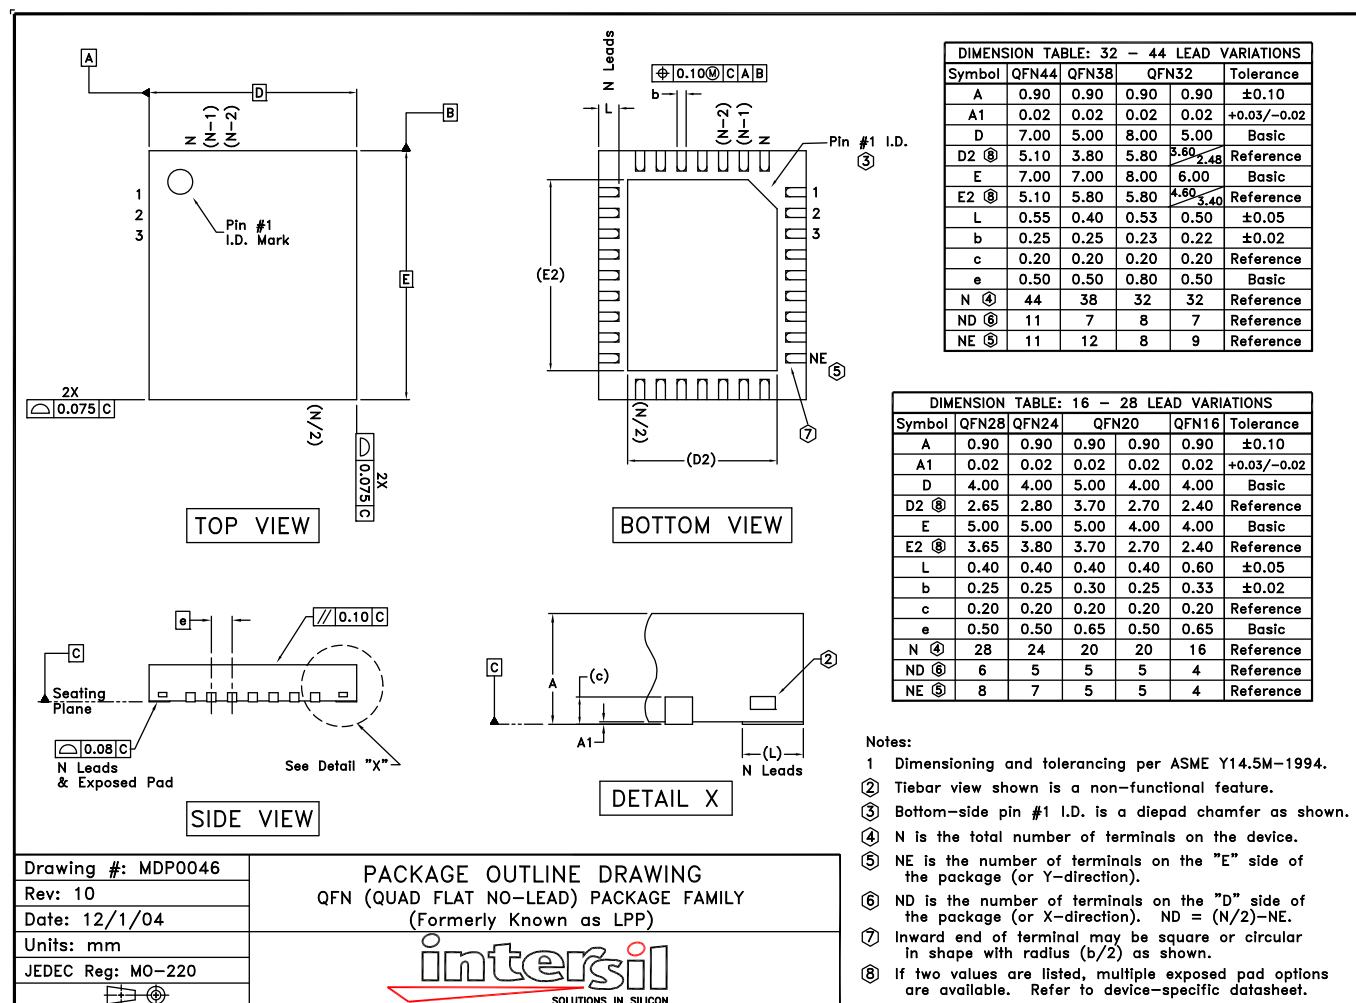 A
D
B
N
(N-1)
(N-2)
1
2
3
Pin #1
I.D. Mark
E
2X
⌓ 0.075 C
(N/2)
⌓ 0.075 C
2X
TOP VIEW
N Leads
L
⌖ 0.10Ⓜ C A B
b
(N-2)
(N-1)
N
Pin #1 I.D.
3
1
2
3
(E2)
NE
5
(N/2)
7
(D2)
BOTTOM VIEW
e
// 0.10 C
C
Seating
Plane
⌓ 0.08 C
N Leads
& Exposed Pad
See Detail "X"
SIDE VIEW
C
A
(c)
2
A1
(L)
N Leads
DETAIL X
DIMENSION TABLE: 32 - 44 LEAD VARIATIONS
Symbol QFN44 QFN38 QFN32 Tolerance
A 0.90 0.90 0.90 0.90 ±0.10
A1 0.02 0.02 0.02 0.02 +0.03/-0.02
D 7.00 5.00 8.00 5.00 Basic
D2 ⑧ 5.10 3.80 5.80 3.60/2.48 Reference
E 7.00 7.00 8.00 6.00 Basic
E2 ⑧ 5.10 5.80 5.80 4.60/3.40 Reference
L 0.55 0.40 0.53 0.50 ±0.05
b 0.25 0.25 0.23 0.22 ±0.02
c 0.20 0.20 0.20 0.20 Reference
e 0.50 0.50 0.80 0.50 Basic
N ④ 44 38 32 32 Reference
ND ⑥ 11 7 8 7 Reference
NE ⑤ 11 12 8 9 Reference
DIMENSION TABLE: 16 - 28 LEAD VARIATIONS
Symbol QFN28 QFN24 QFN20 QFN16 Tolerance
A 0.90 0.90 0.90 0.90 0.90 ±0.10
A1 0.02 0.02 0.02 0.02 0.02 +0.03/-0.02
D 4.00 4.00 5.00 4.00 4.00 Basic
D2 ⑧ 2.65 2.80 3.70 2.70 2.40 Reference
E 5.00 5.00 5.00 4.00 4.00 Basic
E2 ⑧ 3.65 3.80 3.70 2.70 2.40 Reference
L 0.40 0.40 0.40 0.40 0.60 ±0.05
b 0.25 0.25 0.30 0.25 0.33 ±0.02
c 0.20 0.20 0.20 0.20 0.20 Reference
e 0.50 0.50 0.65 0.50 0.65 Basic
N ④ 28 24 20 20 16 Reference
ND ⑥ 6 5 5 5 4 Reference
NE ⑤ 8 7 5 5 4 Reference
Notes:
1 Dimensioning and tolerancing per ASME Y14.5M-1994.
② Tiebar view shown is a non-functional feature.
③ Bottom-side pin #1 I.D. is a diepad chamfer as shown.
④ N is the total number of terminals on the device.
⑤ NE is the number of terminals on the "E" side of
the package (or Y-direction).
⑥ ND is the number of terminals on the "D" side of
the package (or X-direction). ND = (N/2)-NE.
⑦ Inward end of terminal may be square or circular
in shape with radius (b/2) as shown.
⑧ If two values are listed, multiple exposed pad options
are available. Refer to device-specific datasheet.
Drawing #: MDP0046
Rev: 10
Date: 12/1/04
Units: mm
JEDEC Reg: MO-220
PACKAGE OUTLINE DRAWING
QFN (QUAD FLAT NO-LEAD) PACKAGE FAMILY
(Formerly Known as LPP)
intersil
SOLUTIONS IN SILICON